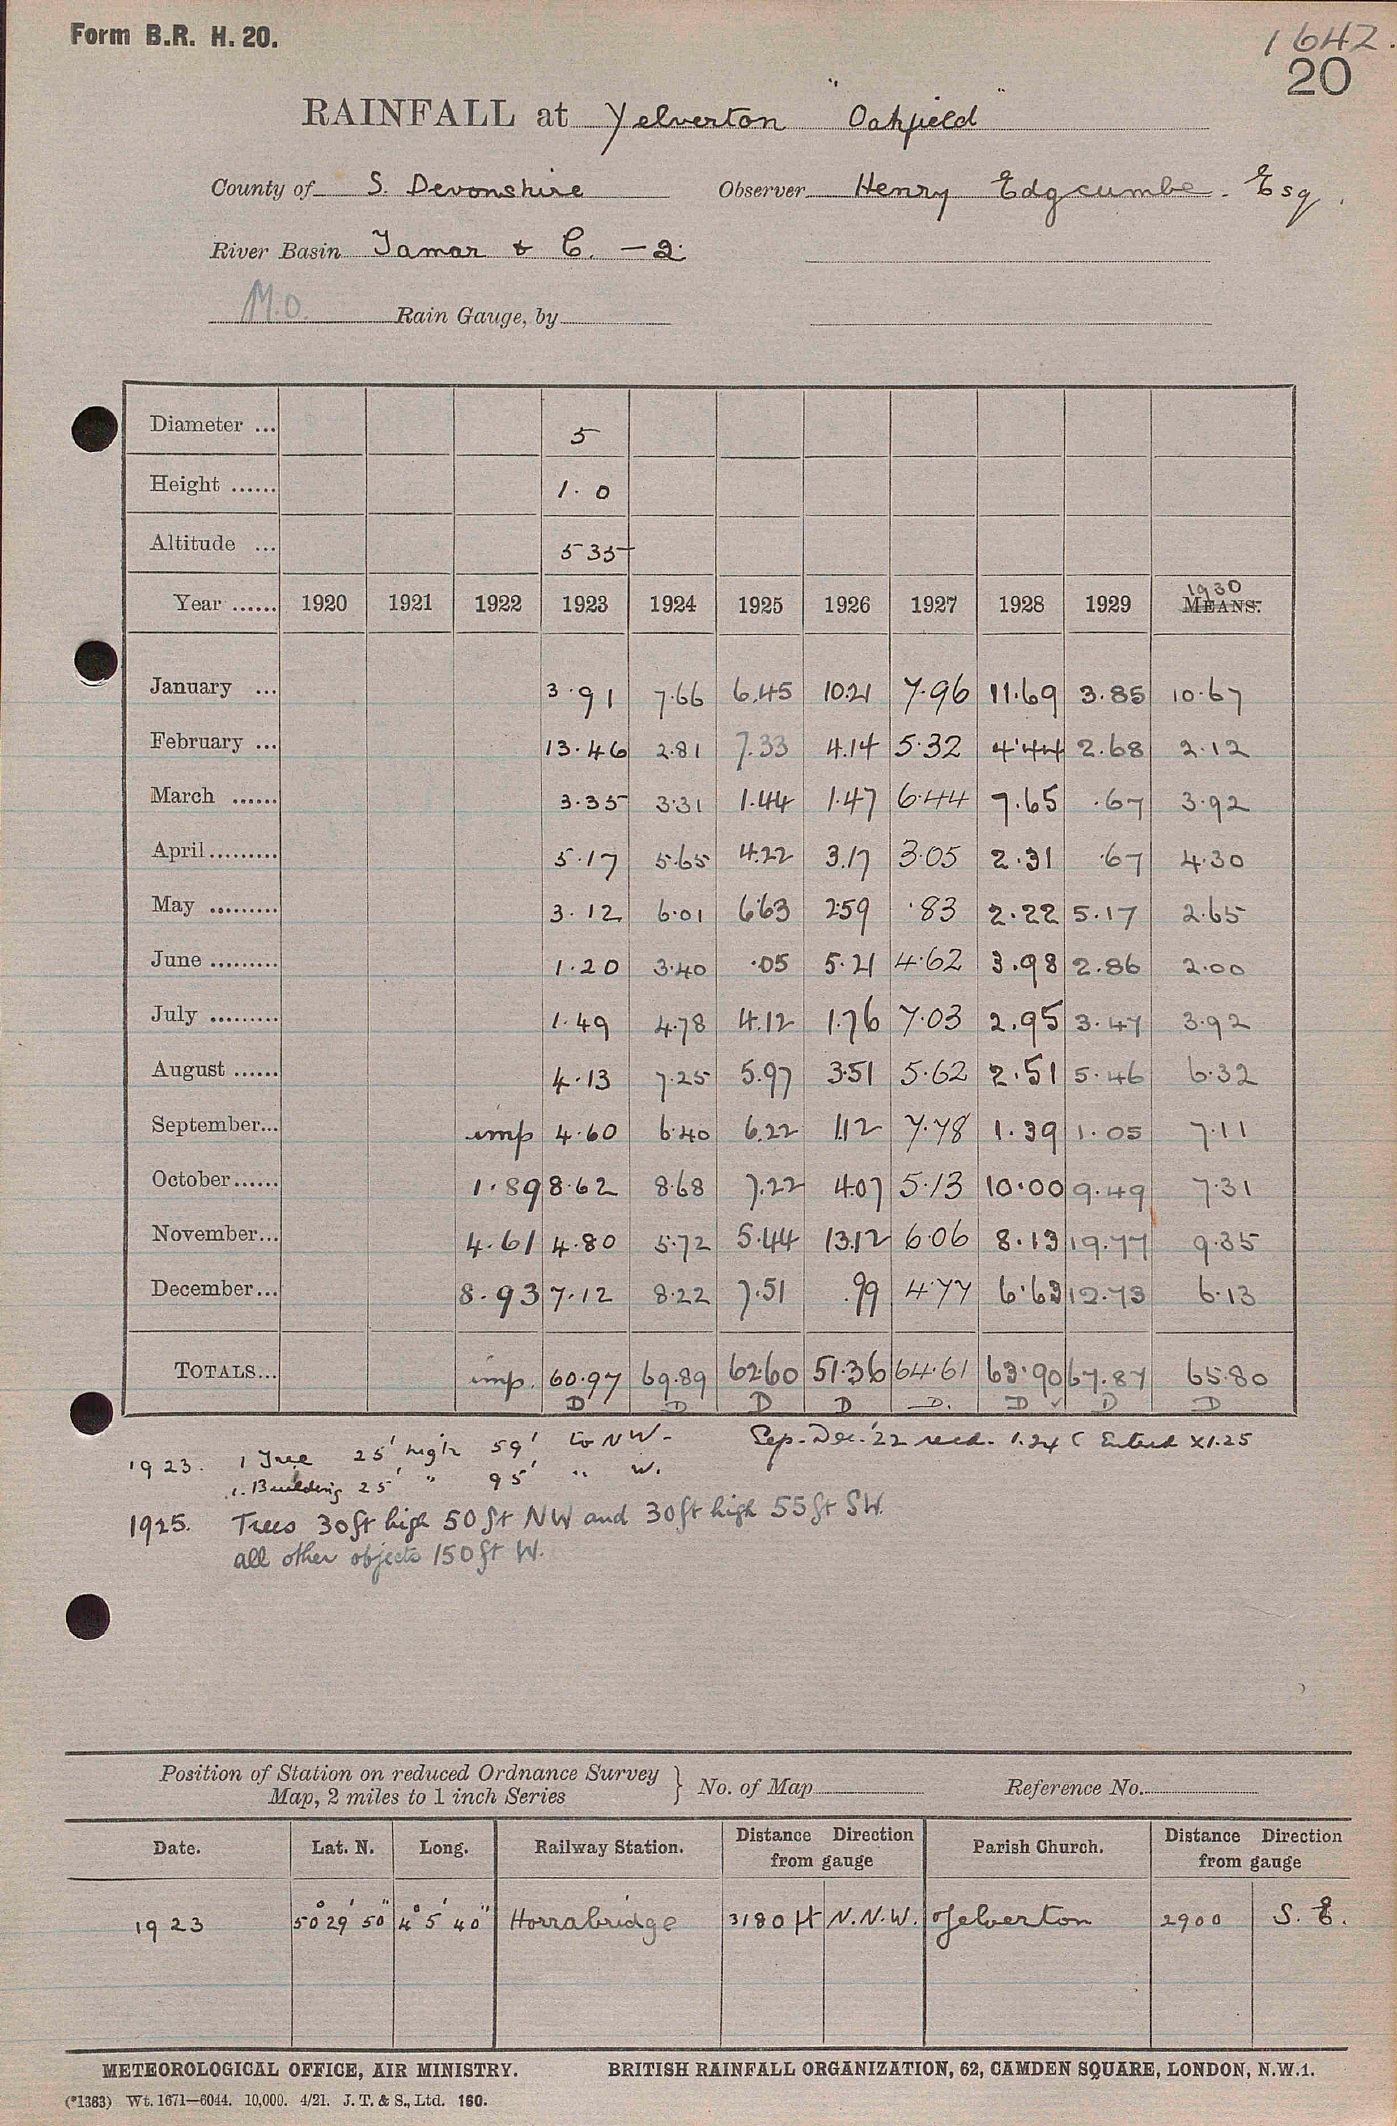 Form B.R. H. 20.
1642.
20
RAINFALL at Yelverton "Oakfield"
County of S. Devonshire Observer Henry Edgcumbe. Esq.
River Basin Tamar & C. — 2.
M.O. Rain Gauge, by
Diameter ... 5
Height ...... 1. 0
Altitude ... 535
Year ...... 1920 1921 1922 1923 1924 1925 1926 1927 1928 1929 1930 MEANS.
January ... 3.91 7.66 6.45 10.21 7.96 11.69 3.85 10.67
February ... 13.46 2.81 7.33 4.14 5.32 4.44 2.68 2.12
March ...... 3.35 3.31 1.44 1.47 6.44 7.65 .67 3.92
April......... 5.17 5.65 4.22 3.17 3.05 2.31 .67 4.30
May ......... 3.12 6.01 6.63 2.59 .83 2.22 5.17 2.65
June ......... 1.20 3.40 .05 5.21 4.62 3.98 2.86 2.00
July ......... 1.49 4.78 4.12 1.76 7.03 2.95 3.47 3.92
August ...... 4.13 7.25 5.97 3.51 5.62 2.51 5.46 6.32
September... imp 4.60 6.40 6.22 1.12 7.78 1.39 1.05 7.11
October...... 1.89 8.62 8.68 7.22 4.07 5.13 10.00 9.49 7.31
November... 4.61 4.80 5.72 5.44 13.12 6.06 8.13 19.77 9.35
December... 8.93 7.12 8.22 7.51 .99 4.77 6.63 12.73 6.13
TOTALS... imp. 60.97 69.89 62.60 51.36 64.61 63.90 67.87 65.80
D D D D D. D ✓ D D
1923. 1 Tree 25' high 59' to NW. Sep.-Dec. '22 read. 1.24 ( Entered X1.25
1. Building 25' " 95' " W.
1925. Trees 30ft high 50ft NW and 30ft high 55ft SW.
all other objects 150ft W.
Position of Station on reduced Ordnance Survey Map, 2 miles to 1 inch Series } No. of Map Reference No.
Date. Lat. N. Long. Railway Station. Distance Direction from gauge Parish Church. Distance Direction from gauge
1923 50° 29' 50" 4° 5' 40" Horrabridge 3180 ft N.N.W. Yelverton 2900 S. E.
METEOROLOGICAL OFFICE, AIR MINISTRY. BRITISH RAINFALL ORGANIZATION, 62, CAMDEN SQUARE, LONDON, N.W.1.
(*1383) Wt. 1671—6044. 10,000. 4/21. J. T. & S., Ltd. 160.